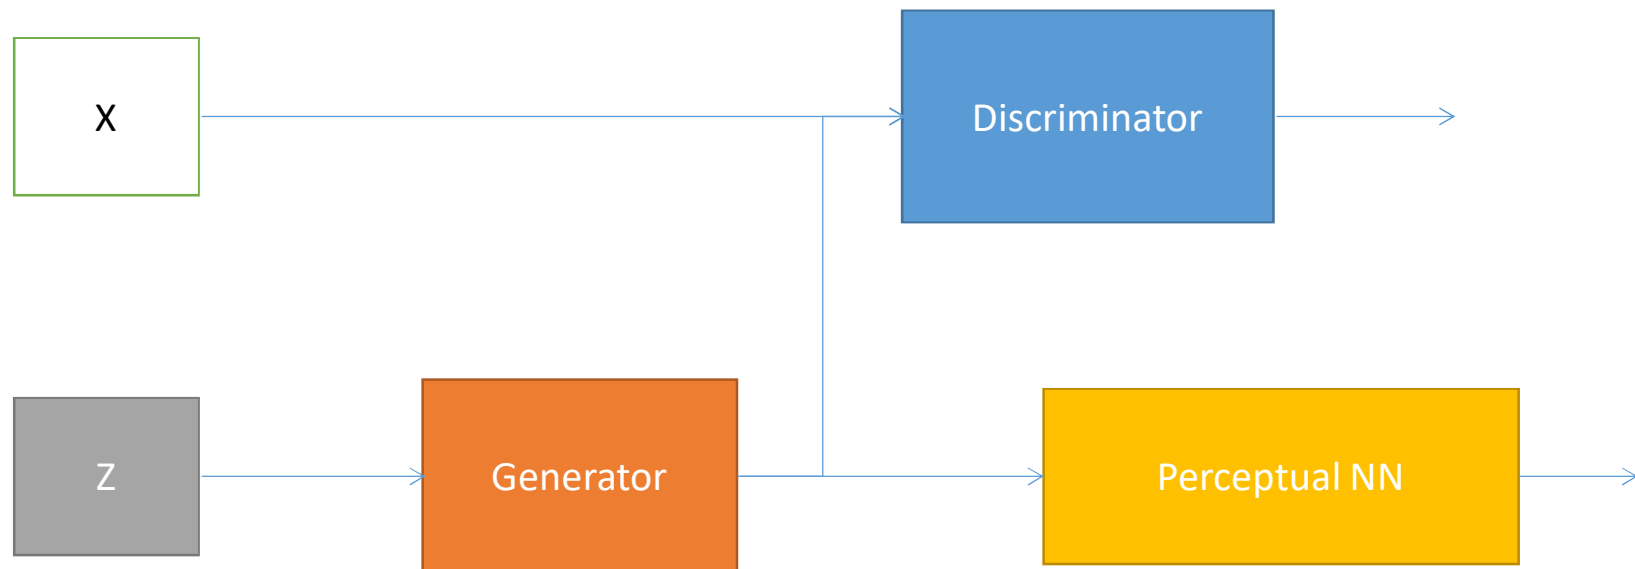 X
Discriminator
Z
Generator
Perceptual NN